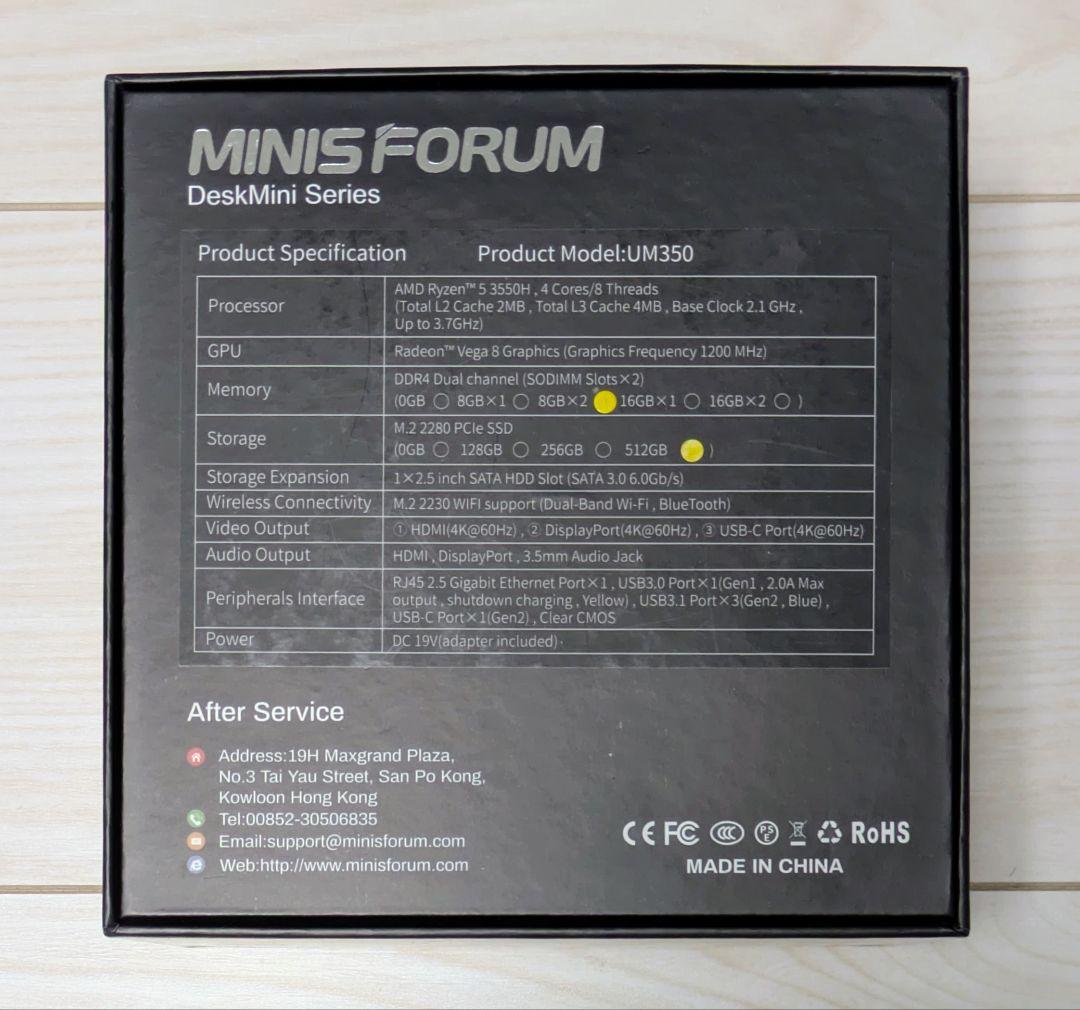 MINISFORUM
DeskMini Series
Product Specification Product Model:UM350
Processor
AMD Ryzen™ 5 3550H , 4 Cores/8 Threads
(Total L2 Cache 2MB , Total L3 Cache 4MB , Base Clock 2.1 GHz ,
Up to 3.7GHz)
GPU Radeon™ Vega 8 Graphics (Graphics Frequency 1200 MHz)
Memory
DDR4 Dual channel (SODIMM Slots×2)
(0GB ○ 8GB×1 ○ 8GB×2 ● 16GB×1 ○ 16GB×2 ○ )
Storage
M.2 2280 PCIe SSD
(0GB ○ 128GB ○ 256GB ○ 512GB ● )
Storage Expansion 1×2.5 inch SATA HDD Slot (SATA 3.0 6.0Gb/s)
Wireless Connectivity M.2 2230 WIFI support (Dual-Band Wi-Fi , BlueTooth)
Video Output ① HDMI(4K@60Hz) , ② DisplayPort(4K@60Hz) , ③ USB-C Port(4K@60Hz)
Audio Output HDMI , DisplayPort , 3.5mm Audio Jack
Peripherals Interface
RJ45 2.5 Gigabit Ethernet Port×1 , USB3.0 Port×1(Gen1 , 2.0A Max
output , shutdown charging , Yellow) , USB3.1 Port×3(Gen2 , Blue) ,
USB-C Port×1(Gen2) , Clear CMOS
Power DC 19V(adapter included)
After Service
Address:19H Maxgrand Plaza,
No.3 Tai Yau Street, San Po Kong,
Kowloon Hong Kong
Tel:00852-30506835
Email:support@minisforum.com
Web:http://www.minisforum.com
CE FC CCC PSE RoHS
MADE IN CHINA